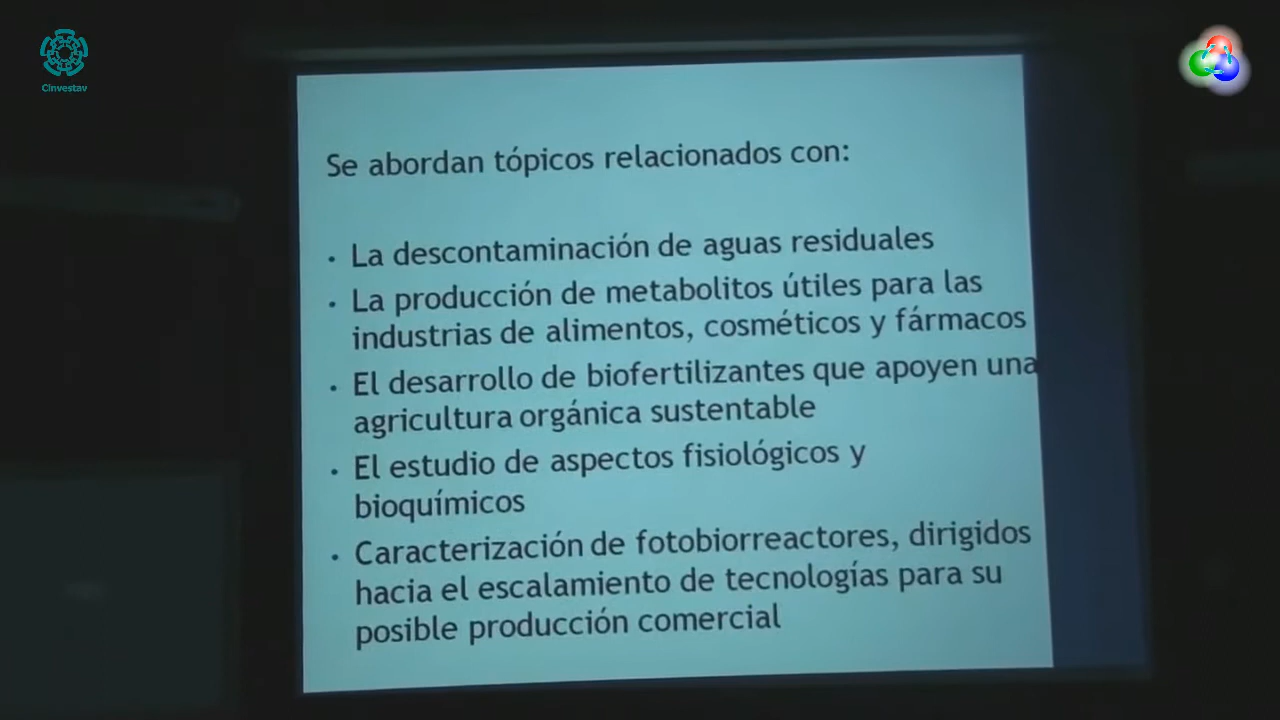 Cinvestav
Se abordan tópicos relacionados con:
• La descontaminación de aguas residuales
• La producción de metabolitos útiles para las
industrias de alimentos, cosméticos y fármacos
• El desarrollo de biofertilizantes que apoyen una
agricultura orgánica sustentable
• El estudio de aspectos fisiológicos y
bioquímicos
• Caracterización de fotobiorreactores, dirigidos
hacia el escalamiento de tecnologías para su
posible producción comercial